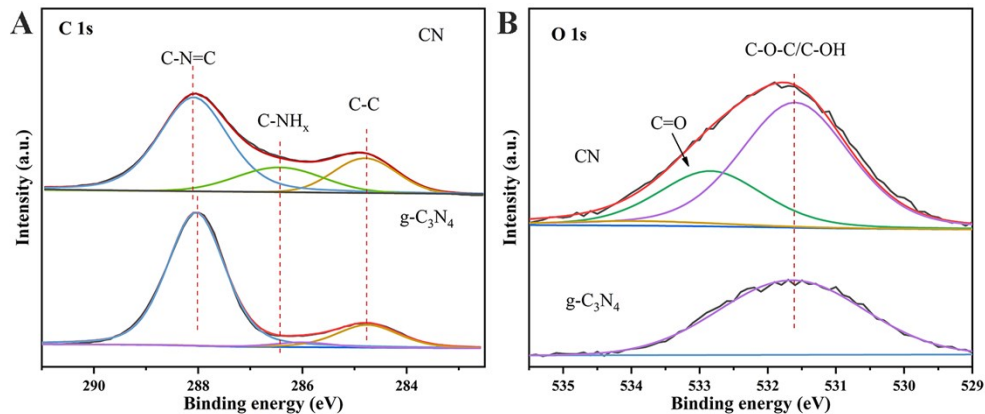 A
C 1s
CN
C-N=C
C-NHₓ
C-C
g-C₃N₄
Intensity (a.u.)
290
288
286
284
Binding energy (eV)
B
O 1s
C-O-C/C-OH
C=O
CN
g-C₃N₄
Intensity (a.u.)
535
534
533
532
531
530
529
Binding energy (eV)